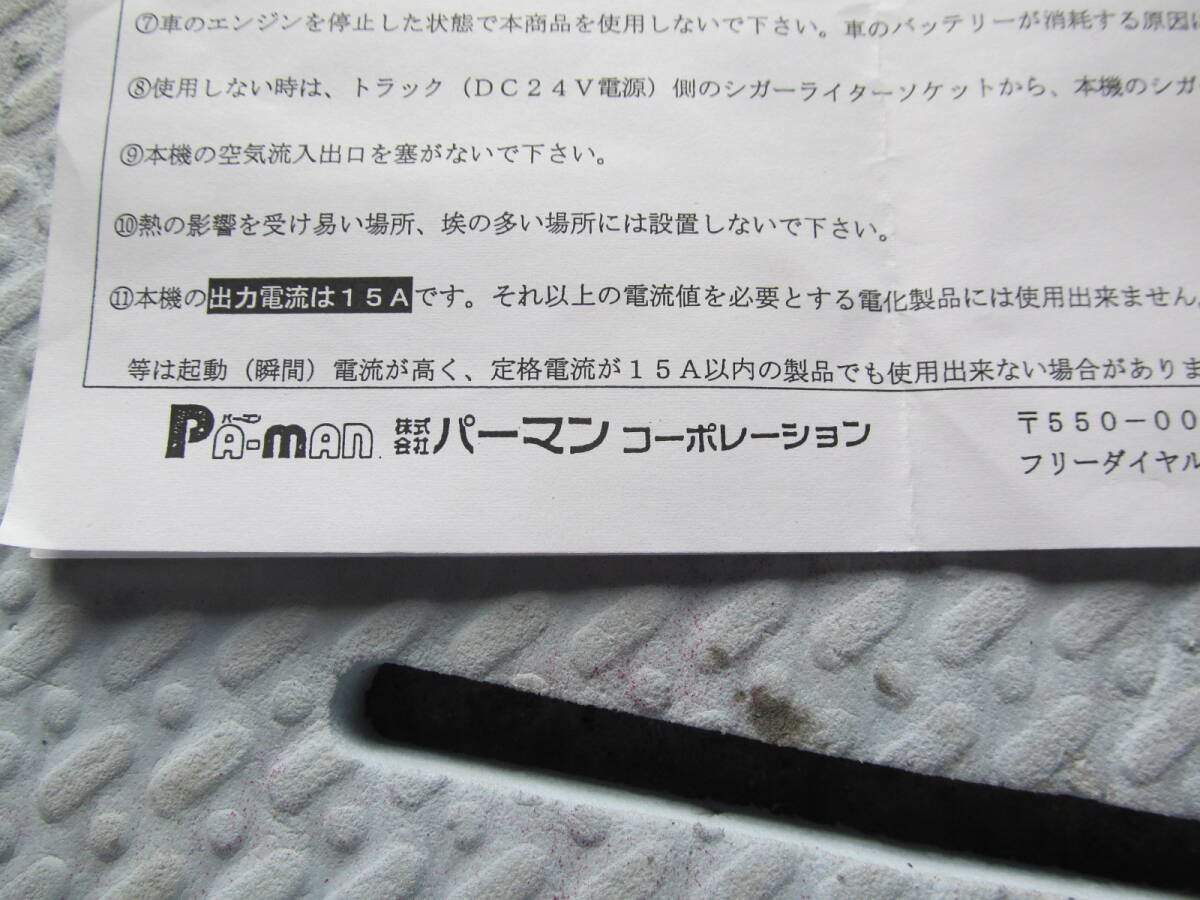 ⑦車のエンジンを停止した状態で本商品を使用しないで下さい。車のバッテリーが消耗する原因
⑧使用しない時は、トラック（ＤＣ２４Ｖ電源）側のシガーライターソケットから、本機のシガ
⑨本機の空気流入出口を塞がないで下さい。
⑩熱の影響を受け易い場所、埃の多い場所には設置しないで下さい。
⑪本機の出力電流は１５Ａです。それ以上の電流値を必要とする電化製品には使用出来ません。
等は起動（瞬間）電流が高く、定格電流が１５Ａ以内の製品でも使用出来ない場合がありま
パーマン
PA-MAN 株式会社 パーマン コーポレーション
〒５５０－００
フリーダイヤル